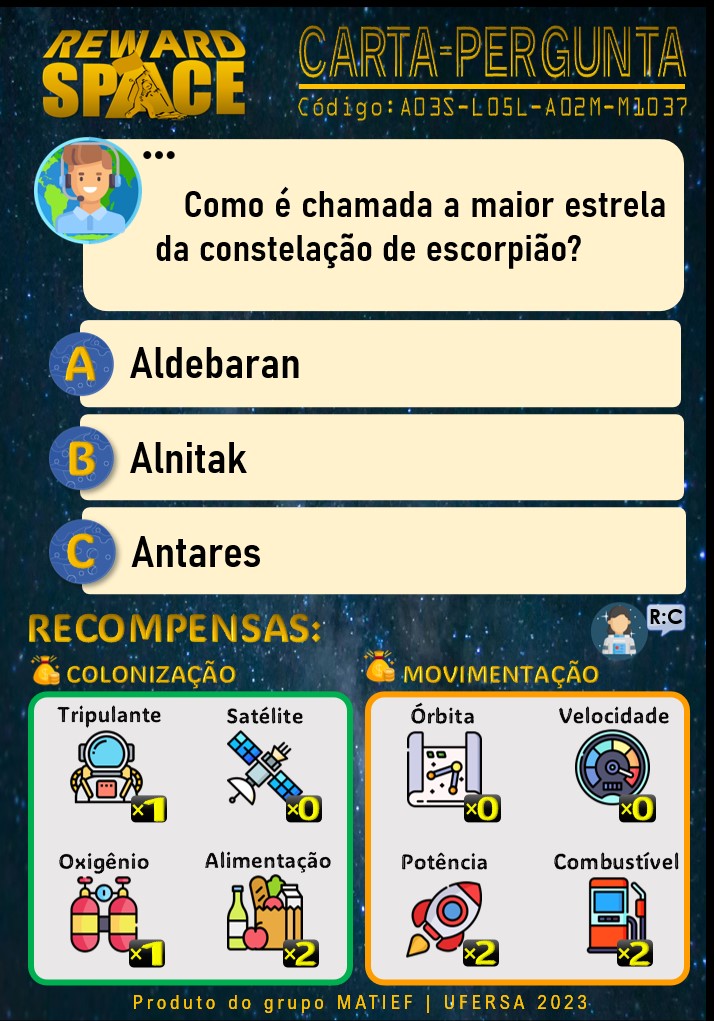 REWARD
SPACE
CARTA-PERGUNTA
Código:A03S-L05L-A02M-M1037
...
Como é chamada a maior estrela
da constelação de escorpião?
A Aldebaran
B Alnitak
C Antares
RECOMPENSAS:
R:C
COLONIZAÇÃO
Tripulante
x1
Satélite
x0
Oxigênio
x1
Alimentação
x2
MOVIMENTAÇÃO
Órbita
x0
Velocidade
x0
Potência
x2
Combustível
x2
Produto do grupo MATIEF | UFERSA 2023